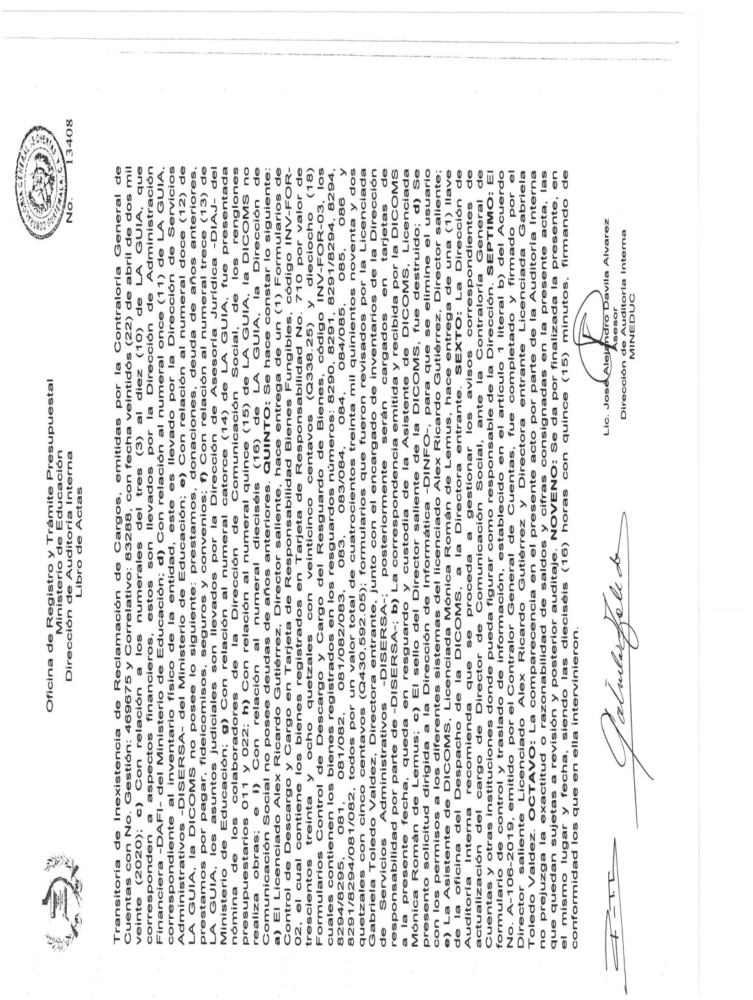 Oficina de Registro y Trámite Presupuestal
Ministerio de Educación
Dirección de Auditoría Interna
Libro de Actas
No. 13408
Transitoria de Inexistencia de Reclamación de Cargos, emitidas por la Contraloría General de
Cuentas con No. Gestión: 469675 y Correlativo: 83288, con fecha veintidós (22) de abril de dos mil
veinte (2020); c) Con relación a los numerales del tres (3) al diez (10) de LA GUIA, que
corresponden a aspectos financieros, estos son llevados por la Dirección de Administración
Financiera -DAFI- del Ministerio de Educación; d) Con relación al numeral once (11) de LA GUIA,
correspondiente al inventario físico de la entidad, este es llevado por la Dirección de Servicios
Administrativos -DISERSA- del Ministerio de Educación; e) Con relación al numeral doce (12) de
LA GUIA, la DICOMS no posee lo siguiente: prestamos, donaciones, deuda de años anteriores,
prestamos por pagar, fideicomisos, seguros y convenios; f) Con relación al numeral trece (13) de
LA GUIA, los asuntos judiciales son llevados por la Dirección de Asesoría Jurídica -DIAJ- del
Ministerio de Educación; g) Con relación al numeral catorce (14) de LA GUIA, fue presentada
nómina de los colaboradores de la Dirección de Comunicación Social, de los renglones
presupuestarios 011 y 022; h) Con relación al numeral quince (15) de LA GUIA, la DICOMS no
realiza obras; e i) Con relación al numeral dieciséis (16) de LA GUIA, la Dirección de
Comunicación Social no posee deudas de años anteriores. QUINTO: Se hace constar lo siguiente:
a) El Licenciado Alex Ricardo Gutiérrez, Director saliente, hace entrega de un (1) Formularios de
Control de Descargo y Cargo en Tarjeta de Responsabilidad Bienes Fungibles, código INV-FOR-
02, el cual contiene los bienes registrados en Tarjeta de Responsabilidad No. 710 por valor de
trescientos treinta y ocho quetzales con veinticinco centavos (Q338.25) y dieciocho (18)
Formularios Control de Descargo y Cargo del Resguardo de Bienes, código INV-FOR-03, los
cuales contienen los bienes registrados en los resguardos números: 8290, 8291, 8291/8294, 8294,
8294/8295, 081, 081/082, 081/082/083, 083, 083/084, 084, 084/085, 085, 086 y
8291/8294/081/082, todos por un valor total de cuatrocientos treinta mil quinientos noventa y dos
quetzales con cinco centavos (Q430,592.05); formularios que fueron revisados por la Licenciada
Gabriela Toledo Valdez, Directora entrante, junto con el encargado de inventarios de la Dirección
de Servicios Administrativos -DISERSA-; posteriormente serán cargados en tarjetas de
responsabilidad por parte de -DISERSA-; b) La correspondencia emitida y recibida por la DICOMS
a la presente fecha, queda en resguardo y custodia de la Asistente de DICOMS, Licenciada
Mónica Román de Lemus; c) El sello del Director saliente de la DICOMS, fue destruido; d) Se
presento solicitud dirigida a la Dirección de Informática -DINFO-, para que se elimine el usuario
con los permisos a los diferentes sistemas del licenciado Alex Ricardo Gutiérrez, Director saliente;
e) La Asistente de DICOMS, Licenciada Mónica Román de Lemus, hace entrega de una (1) llave
de la oficina del Despacho de la DICOMS, a la Directora entrante. SEXTO: La Dirección de
Auditoría Interna recomienda que se proceda a gestionar los avisos correspondientes de
actualización del cargo de Director de Comunicación Social, ante la Contraloría General de
Cuentas y otras instituciones donde pueda figurar como responsable de la Dirección. SEPTIMO: El
formulario de control y traslado de información, establecido en el artículo 1 literal b) del Acuerdo
No. A-106-2019, emitido por el Contralor General de Cuentas, fue completado y firmado por el
Director saliente Licenciado Alex Ricardo Gutiérrez y Directora entrante Licenciada Gabriela
Toledo Valdez. OCTAVO: La comparecencia en el presente acto por parte de la Auditoría Interna
no prejuzga la exactitud o razonabilidad de saldos y cifras consignadas en la presente acta, las
que quedan sujetas a revisión y posterior auditaje. NOVENO: Se da por finalizada la presente, en
el mismo lugar y fecha, siendo las dieciséis (16) horas con quince (15) minutos, firmando de
conformidad los que en ella intervinieron.
Gabriela Toledo
Lic. José Alejandro Davila Alvarez
Asesor
Dirección de Auditoría Interna
MINEDUC